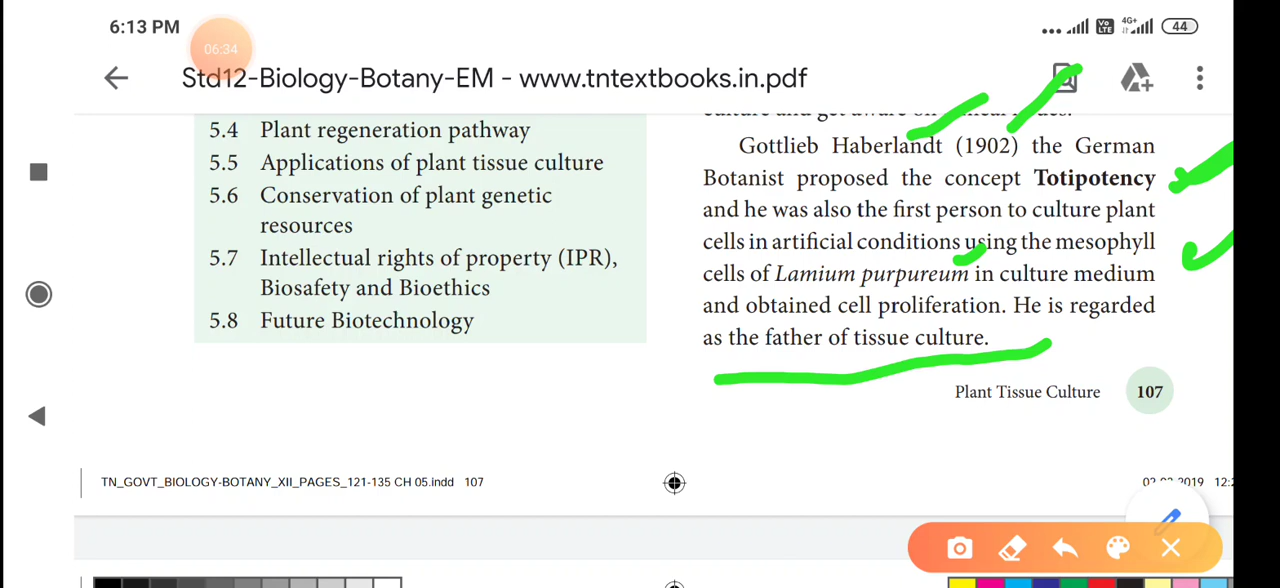 6:13 PM
4G+
Vo
LTE
44
06:34
Std12-Biology-Botany-EM - www.tntextbooks.in.pdf
5.4 Plant regeneration pathway
5.5 Applications of plant tissue culture
5.6 Conservation of plant genetic
resources
5.7 Intellectual rights of property (IPR),
Biosafety and Bioethics
5.8 Future Biotechnology
Gottlieb Haberlandt (1902) the German
Botanist proposed the concept Totipotency
and he was also the first person to culture plant
cells in artificial conditions using the mesophyll
cells of Lamium purpureum in culture medium
and obtained cell proliferation. He is regarded
as the father of tissue culture.
Plant Tissue Culture 107
TN_GOVT_BIOLOGY-BOTANY_XII_PAGES_121-135 CH 05.indd 107